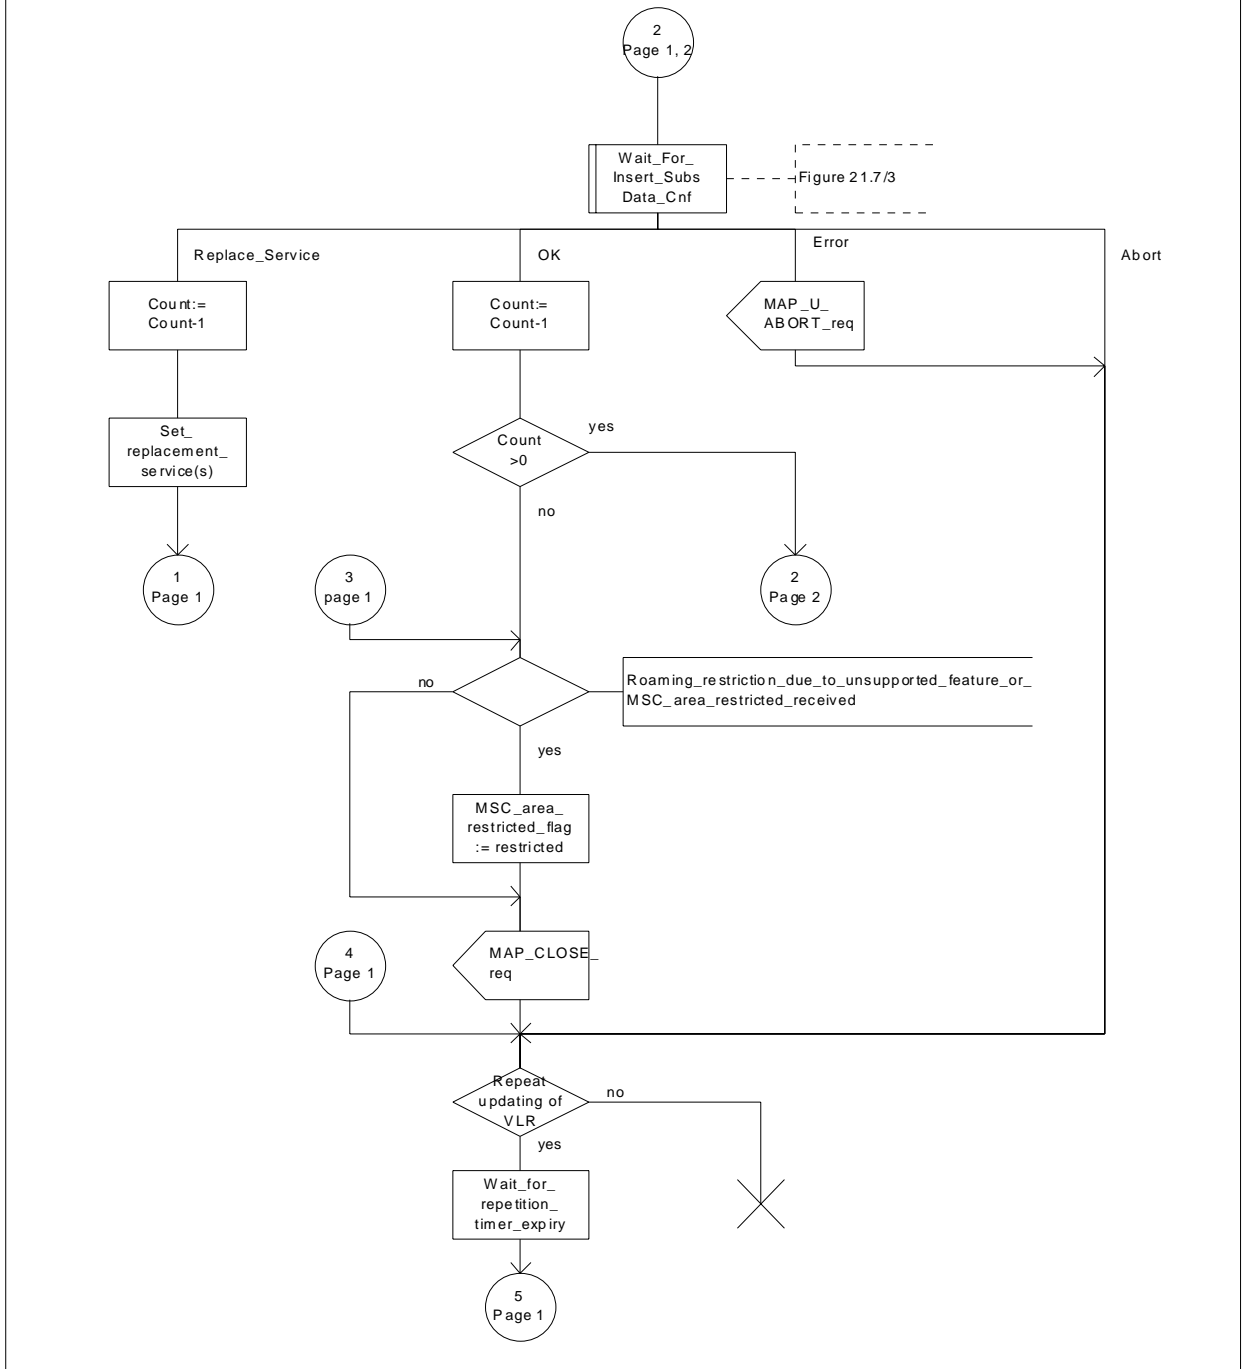 2
Page 1, 2
Wait_For_
Insert_Subs
Data_Cnf
Figure 21.7/3
Replace_Service
OK
Error
Abort
Count:=
Count-1
Count:=
Count-1
MAP_U_
ABORT_req
Set_
replacement_
service(s)
Count
>0
yes
no
1
Page 1
3
page 1
2
Page 2
no
Roaming_restriction_due_to_unsupported_feature_or_
MSC_area_restricted_received
yes
MSC_area_
restricted_flag
:= restricted
4
Page 1
MAP_CLOSE_
req
Repeat
updating of
VLR
no
yes
Wait_for_
repetition_
timer_expiry
5
Page 1